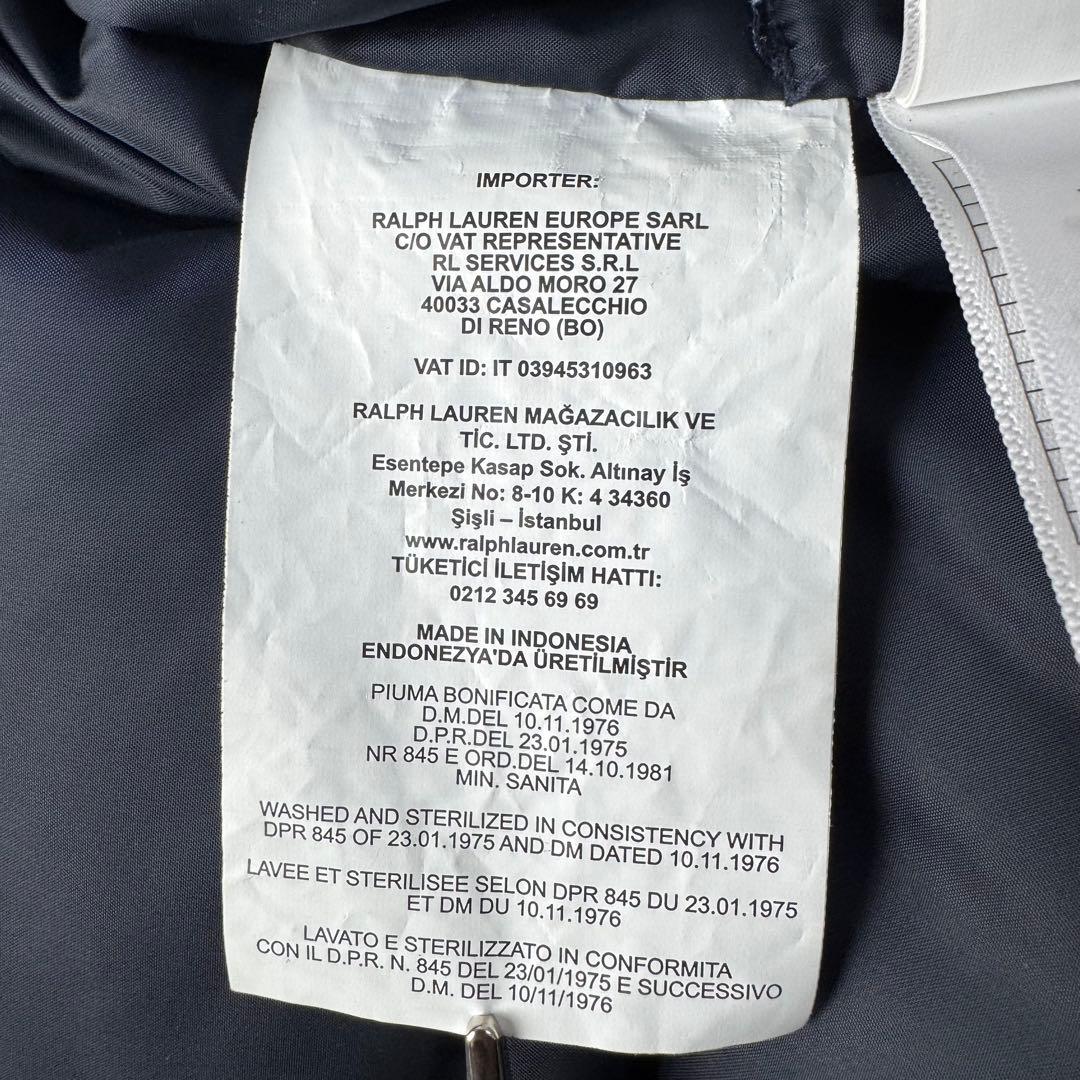 IMPORTER:
RALPH LAUREN EUROPE SARL
C/O VAT REPRESENTATIVE
RL SERVICES S.R.L
VIA ALDO MORO 27
40033 CASALECCHIO
DI RENO (BO)
VAT ID: IT 03945310963
RALPH LAUREN MAĞAZACILIK VE
TİC. LTD. ŞTİ.
Esentepe Kasap Sok. Altınay İş
Merkezi No: 8-10 K: 4 34360
Şişli – İstanbul
www.ralphlauren.com.tr
TÜKETİCİ İLETİŞİM HATTI:
0212 345 69 69
MADE IN INDONESIA
ENDONEZYA'DA ÜRETİLMİŞTİR
PIUMA BONIFICATA COME DA
D.M.DEL 10.11.1976
D.P.R.DEL 23.01.1975
NR 845 E ORD.DEL 14.10.1981
MIN. SANITA
WASHED AND STERILIZED IN CONSISTENCY WITH
DPR 845 OF 23.01.1975 AND DM DATED 10.11.1976
LAVEE ET STERILISEE SELON DPR 845 DU 23.01.1975
ET DM DU 10.11.1976
LAVATO E STERILIZZATO IN CONFORMITA
CON IL D.P.R. N. 845 DEL 23/01/1975 E SUCCESSIVO
D.M. DEL 10/11/1976